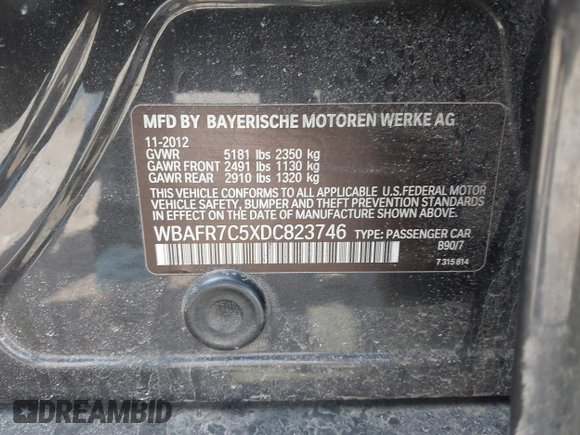 MFD BY BAYERISCHE MOTOREN WERKE AG
11-2012
GVWR 5181 lbs 2350 kg
GAWR FRONT 2491 lbs 1130 kg
GAWR REAR 2910 lbs 1320 kg
THIS VEHICLE CONFORMS TO ALL APPLICABLE U.S.FEDERAL MOTOR
VEHICLE SAFETY, BUMPER AND THEFT PREVENTION STANDARDS
IN EFFECT ON THE DATE OF MANUFACTURE SHOWN ABOVE.
WBAFR7C5XDC823746 TYPE: PASSENGER CAR
B90/7
7 315 814
DREAMBID